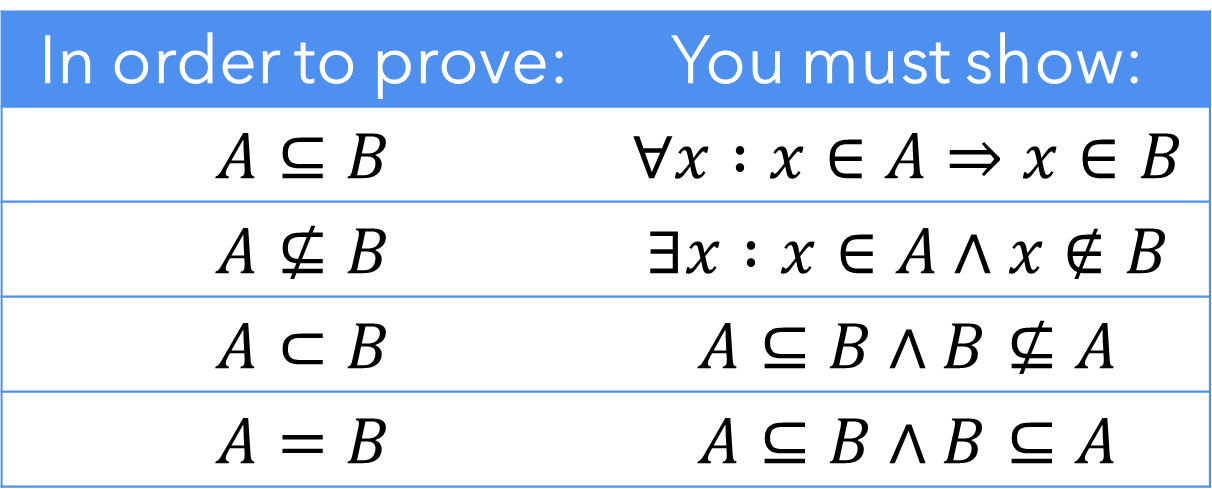 In order to prove: You must show:
A ⊆ B ∀x : x ∈ A ⇒ x ∈ B
A ⊈ B ∃x : x ∈ A ∧ x ∉ B
A ⊂ B A ⊆ B ∧ B ⊈ A
A = B A ⊆ B ∧ B ⊆ A